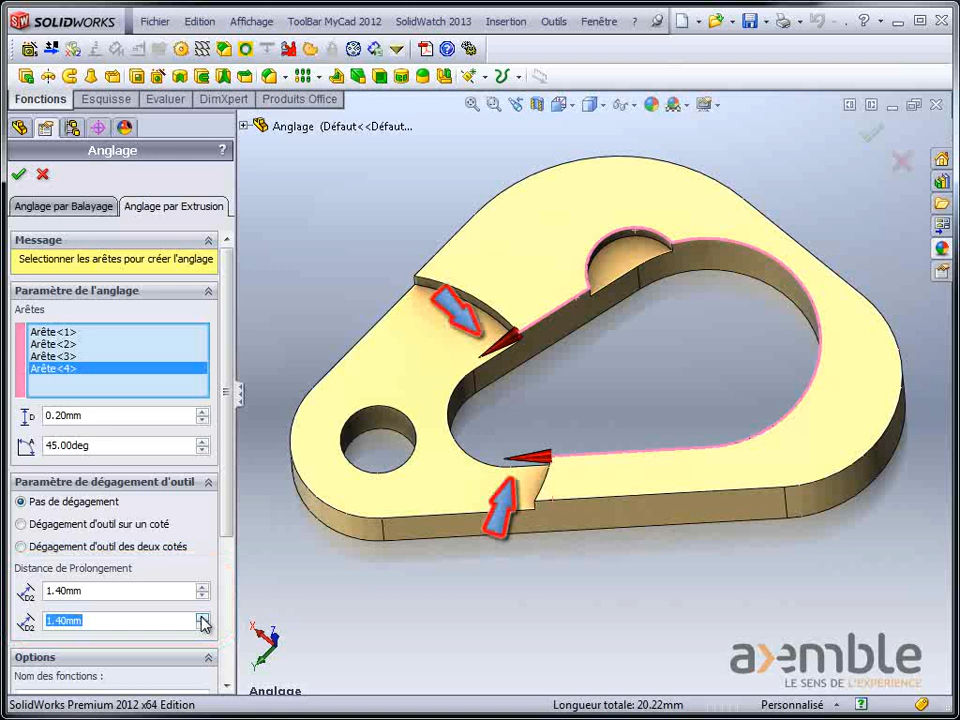 SOLIDWORKS
Fichier Edition Affichage ToolBar MyCad 2012 SolidWatch 2013 Insertion Outils Fenêtre ?
Fonctions Esquisse Evaluer DimXpert Produits Office
Anglage (Défaut<<Défaut...
Anglage ?
Anglage par Balayage Anglage par Extrusion
Message
Selectionner les arêtes pour créer l'anglage
Paramètre de l'anglage
Arêtes
Arête<1>
Arête<2>
Arête<3>
Arête<4>
D 0.20mm
A 45.00deg
Paramètre de dégagement d'outil
Pas de dégagement
Dégagement d'outil sur un coté
Dégagement d'outil des deux cotés
Distance de Prolongement
D2 1.40mm
D2 1.40mm
Options
Nom des fonctions :
X Z Y
Anglage
axemble
LE SENS DE L'EXPÉRIENCE
SolidWorks Premium 2012 x64 Edition Longueur totale: 20.22mm Personnalisé ?